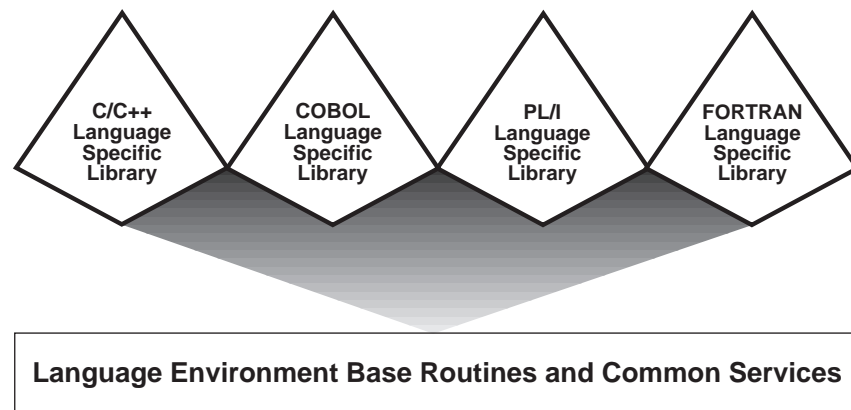 C/C++
Language
Specific
Library
COBOL
Language
Specific
Library
PL/I
Language
Specific
Library
FORTRAN
Language
Specific
Library
Language Environment Base Routines and Common Services